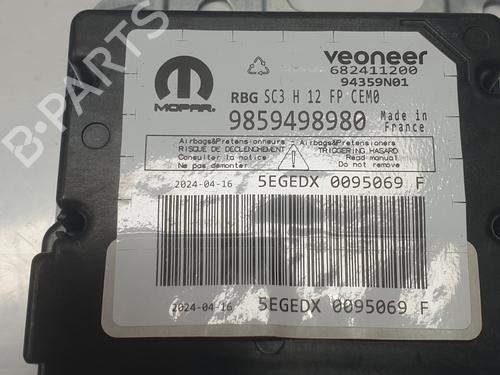 veoneer
682411200
94359N01
MOPAR
RBG SC3 H 12 FP CEM0
9859498980
Made in
France
Airbags&Pretensionneurs - Airbags&Pretensioners
RISQUE DE DECLENCHEMENT
TRIGGERING HASARD
Consulter la notice
Read manual
Ne pas demonter
Do not remove
2024-04-16
5EGEDX 0095069 F
2024-04-16
5EGEDX 0095069 F
B-PARTS